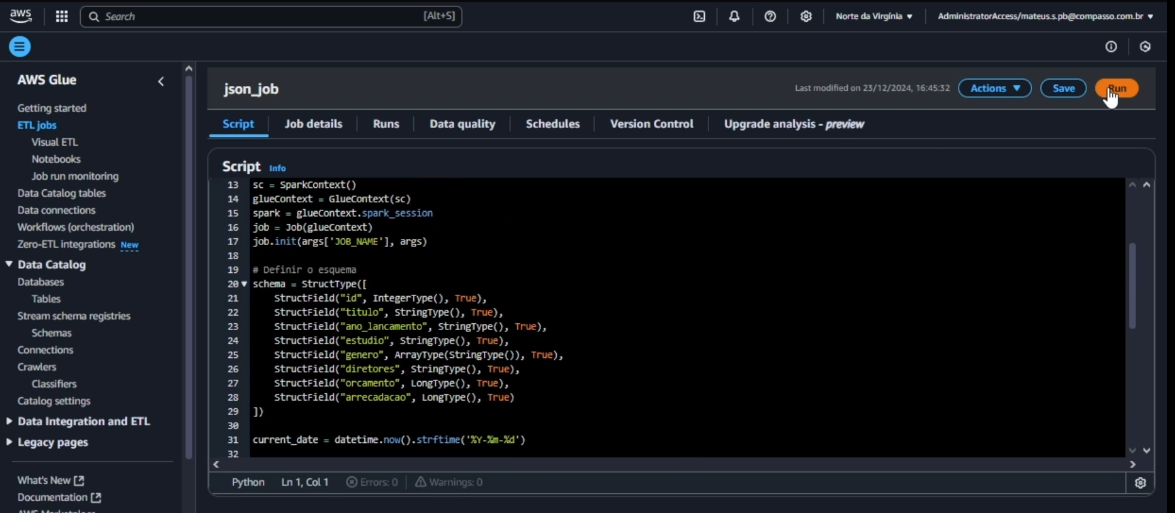 aws
Search
[Alt+S]
Norte da Virgínia ▼
AdministratorAccess/mateus.s.pb@compasso.com.br ▼
AWS Glue
Getting started
ETL jobs
Visual ETL
Notebooks
Job run monitoring
Data Catalog tables
Data connections
Workflows (orchestration)
Zero-ETL integrations New
Data Catalog
Databases
Tables
Stream schema registries
Schemas
Connections
Crawlers
Classifiers
Catalog settings
Data Integration and ETL
Legacy pages
What's New
Documentation
AWS Marketplace
json_job
Last modified on 23/12/2024, 16:45:32
Actions ▼
Save
Run
Script
Job details
Runs
Data quality
Schedules
Version Control
Upgrade analysis - preview
Script Info
13 sc = SparkContext()
14 glueContext = GlueContext(sc)
15 spark = glueContext.spark_session
16 job = Job(glueContext)
17 job.init(args['JOB_NAME'], args)
18
19 # Definir o esquema
20 schema = StructType([
21 StructField("id", IntegerType(), True),
22 StructField("titulo", StringType(), True),
23 StructField("ano_lancamento", StringType(), True),
24 StructField("estudio", StringType(), True),
25 StructField("genero", ArrayType(StringType()), True),
26 StructField("diretores", StringType(), True),
27 StructField("orcamento", LongType(), True),
28 StructField("arrecadacao", LongType(), True)
29 ])
30
31 current_date = datetime.now().strftime('%Y-%m-%d')
32
Python Ln 1, Col 1 Errors: 0 Warnings: 0